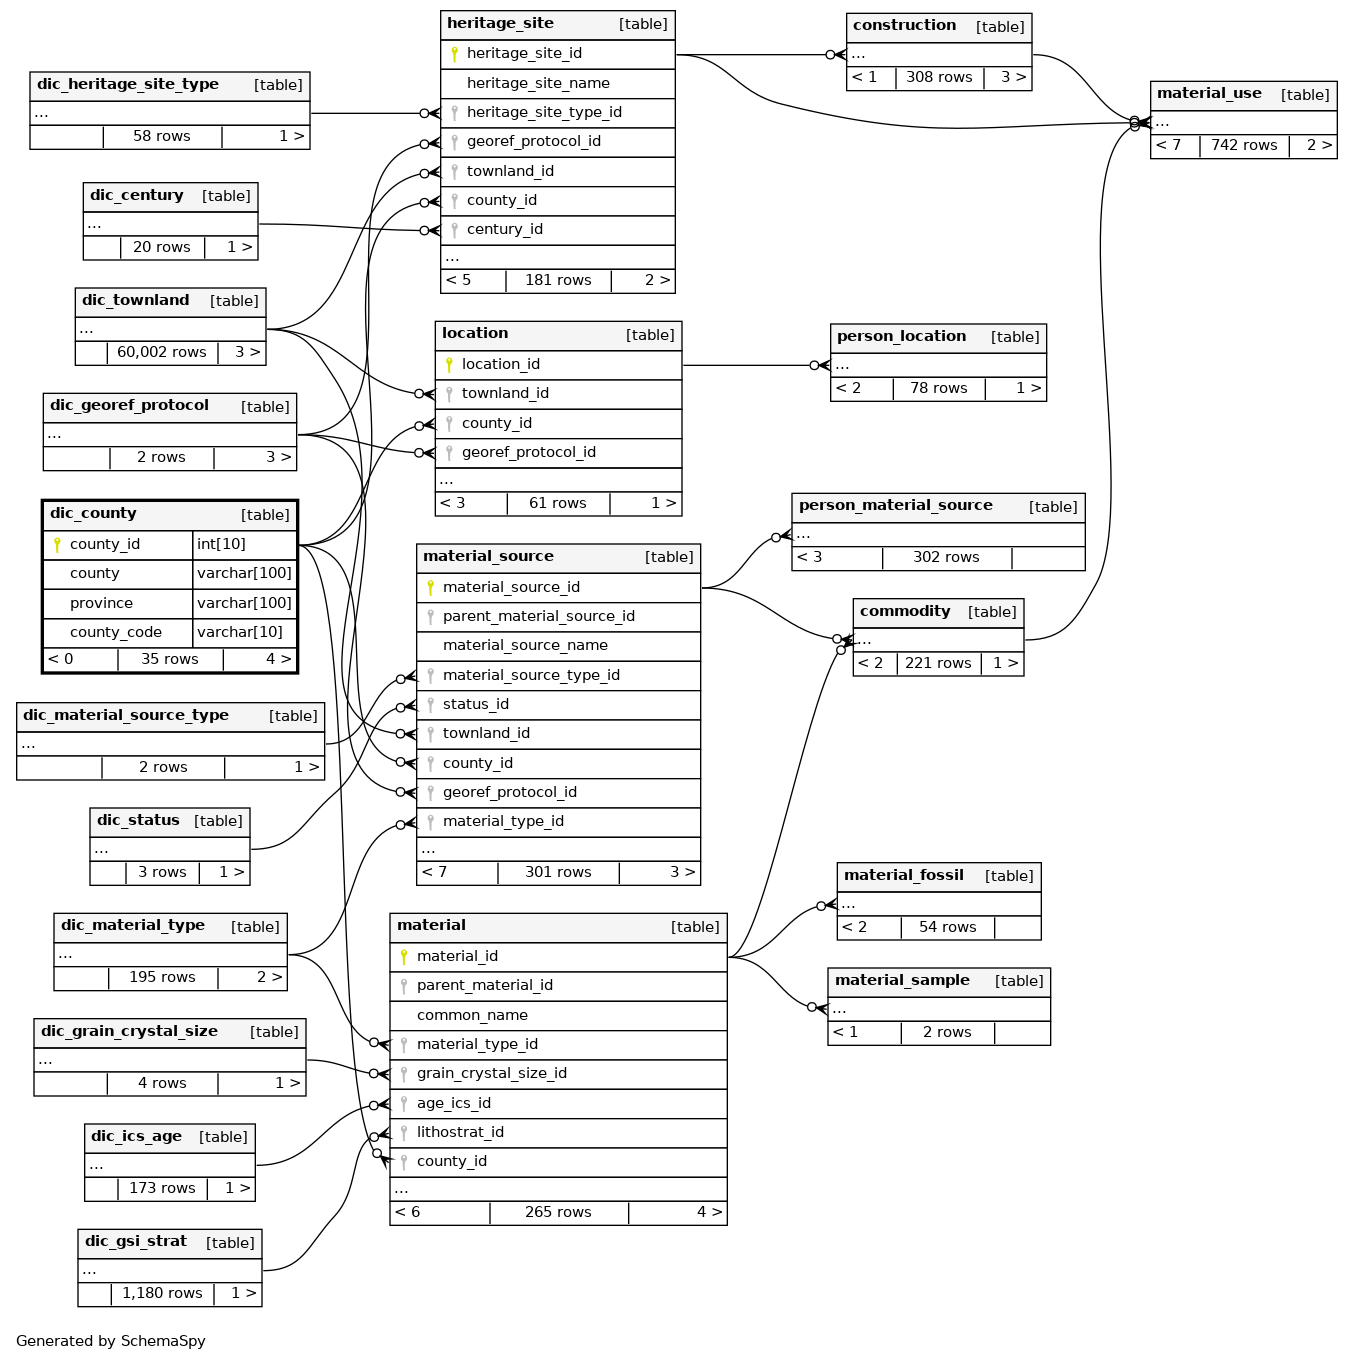 heritage_site [table]
heritage_site_id
heritage_site_name
heritage_site_type_id
georef_protocol_id
townland_id
county_id
century_id
...
< 5 181 rows 2 >
construction [table]
...
< 1 308 rows 3 >
material_use [table]
...
< 7 742 rows 2 >
dic_heritage_site_type [table]
...
58 rows 1 >
dic_century [table]
...
20 rows 1 >
dic_townland [table]
...
60,002 rows 3 >
dic_georef_protocol [table]
...
2 rows 3 >
location [table]
location_id
townland_id
county_id
georef_protocol_id
...
< 3 61 rows 1 >
person_location [table]
...
< 2 78 rows 1 >
dic_county [table]
county_id int[10]
county varchar[100]
province varchar[100]
county_code varchar[10]
< 0 35 rows 4 >
material_source [table]
material_source_id
parent_material_source_id
material_source_name
material_source_type_id
status_id
townland_id
county_id
georef_protocol_id
material_type_id
...
< 7 301 rows 3 >
person_material_source [table]
...
< 3 302 rows
commodity [table]
...
< 2 221 rows 1 >
dic_material_source_type [table]
...
2 rows 1 >
dic_status [table]
...
3 rows 1 >
dic_material_type [table]
...
195 rows 2 >
material [table]
material_id
parent_material_id
common_name
material_type_id
grain_crystal_size_id
age_ics_id
lithostrat_id
county_id
...
< 6 265 rows 4 >
material_fossil [table]
...
< 2 54 rows
material_sample [table]
...
< 1 2 rows
dic_grain_crystal_size [table]
...
4 rows 1 >
dic_ics_age [table]
...
173 rows 1 >
dic_gsi_strat [table]
...
1,180 rows 1 >
Generated by SchemaSpy